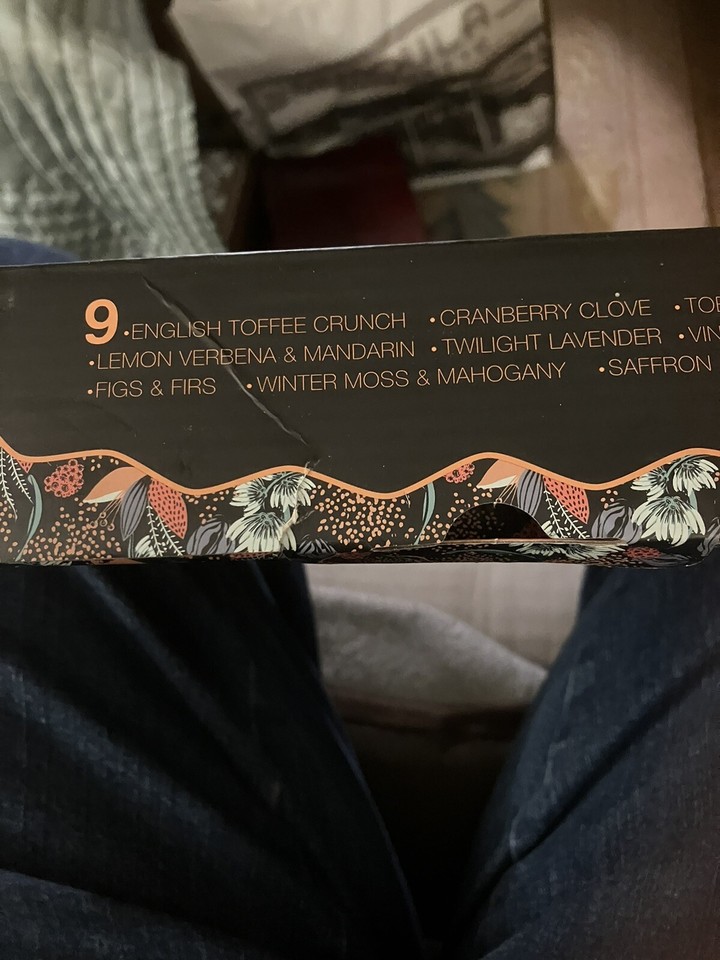 9 •ENGLISH TOFFEE CRUNCH •CRANBERRY CLOVE •
•LEMON VERBENA & MANDARIN •TWILIGHT LAVENDER •
•FIGS & FIRS •WINTER MOSS & MAHOGANY •SAFFRON